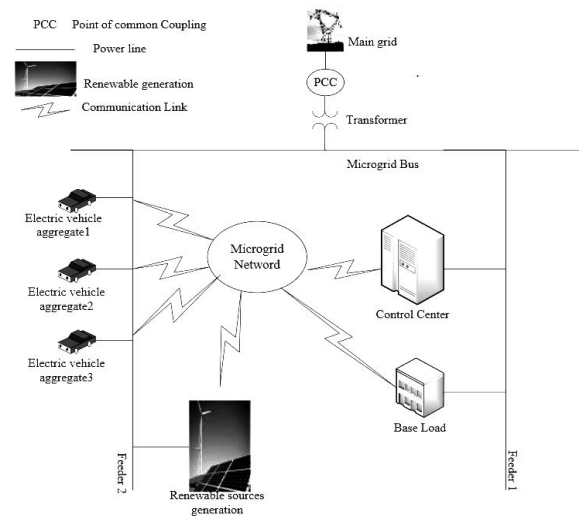 PCC Point of common Coupling
Power line
Renewable generation
Communication Link
Main grid
PCC
Transformer
Microgrid Bus
Electric vehicle
aggregate1
Electric vehicle
aggregate2
Electric vehicle
aggregate3
Microgrid
Network
Control Center
Base Load
Feeder 2
Feeder 1
Renewable sources
generation